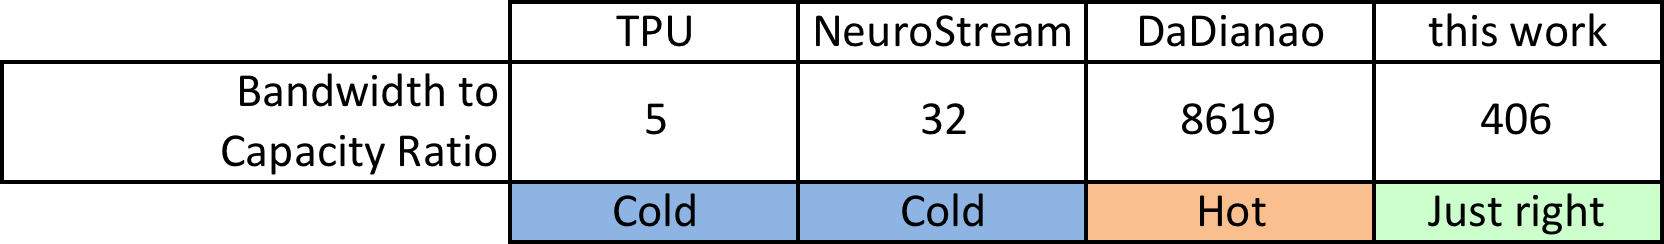 TPU NeuroStream DaDianao this work
Bandwidth to
Capacity Ratio 5 32 8619 406
Cold Cold Hot Just right